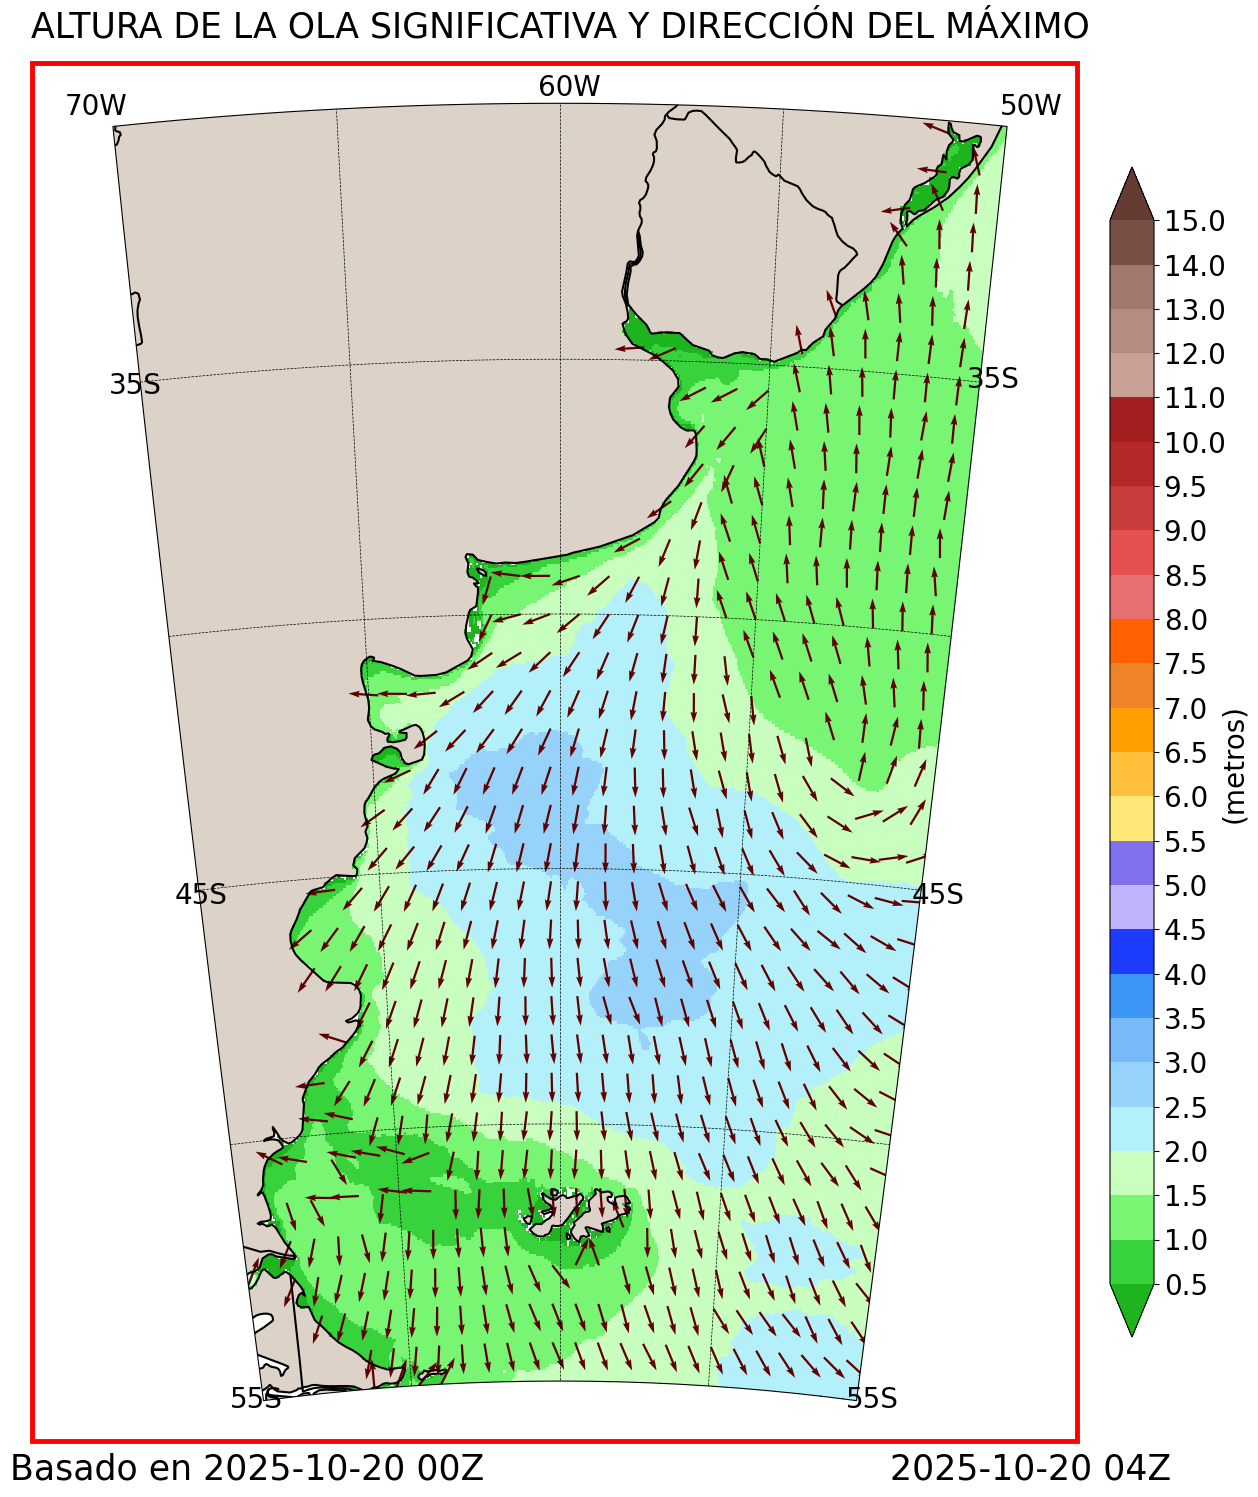 ALTURA DE LA OLA SIGNIFICATIVA Y DIRECCIÓN DEL MÁXIMO
70W
60W
50W
35S
35S
45S
45S
55S
55S
15.0
14.0
13.0
12.0
11.0
10.0
9.5
9.0
8.5
8.0
7.5
7.0
6.5
6.0
5.5
5.0
4.5
4.0
3.5
3.0
2.5
2.0
1.5
1.0
0.5
(metros)
Basado en 2025-10-20 00Z
2025-10-20 04Z